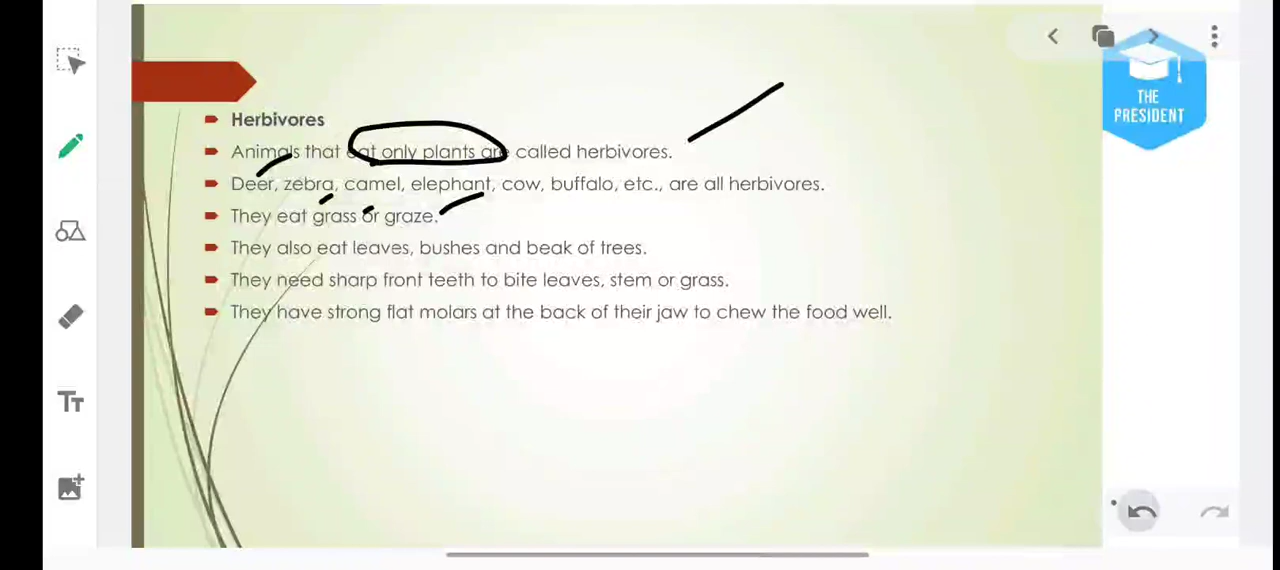 THE
PRESIDENT
Herbivores
Animals that eat only plants are called herbivores.
Deer, zebra, camel, elephant, cow, buffalo, etc., are all herbivores.
They eat grass or graze.
They also eat leaves, bushes and beak of trees.
They need sharp front teeth to bite leaves, stem or grass.
They have strong flat molars at the back of their jaw to chew the food well.
Tт